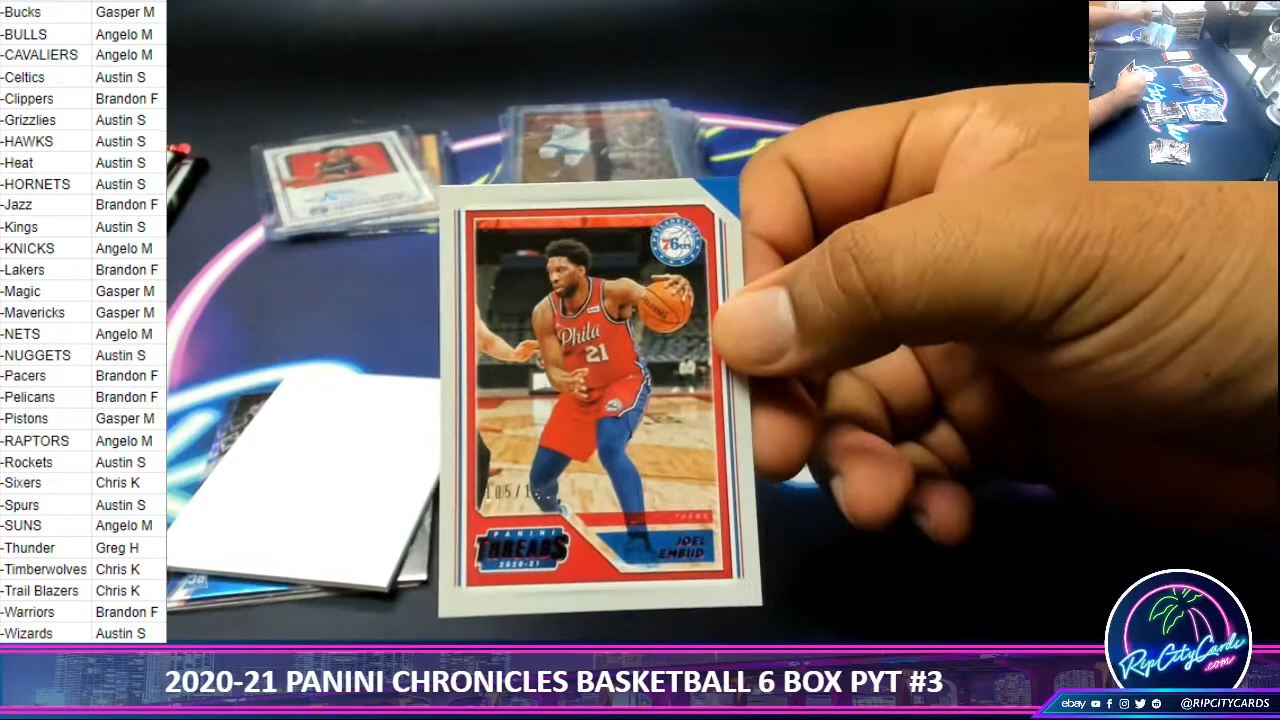 -Bucks Gasper M
-BULLS Angelo M
-CAVALIERS Angelo M
-Celtics Austin S
-Clippers Brandon F
-Grizzlies Austin S
-HAWKS Austin S
-Heat Austin S
-HORNETS Austin S
-Jazz Brandon F
-Kings Austin S
-KNICKS Angelo M
-Lakers Brandon F
-Magic Gasper M
-Mavericks Gasper M
-NETS Angelo M
-NUGGETS Austin S
-Pacers Brandon F
-Pelicans Brandon F
-Pistons Gasper M
-RAPTORS Angelo M
-Rockets Austin S
-Sixers Chris K
-Spurs Austin S
-SUNS Angelo M
-Thunder Greg H
-Timberwolves Chris K
-Trail Blazers Chris K
-Warriors Brandon F
-Wizards Austin S
PHILADELPHIA
76ers
Phila
21
PANINI
THREADS
2020-21
JOEL
EMBIID
RipCityCards
.com
2020-21 PANINI CHRONICLES BASKETBALL 6 BOX PYT #3
ebay @RIPCITYCARDS